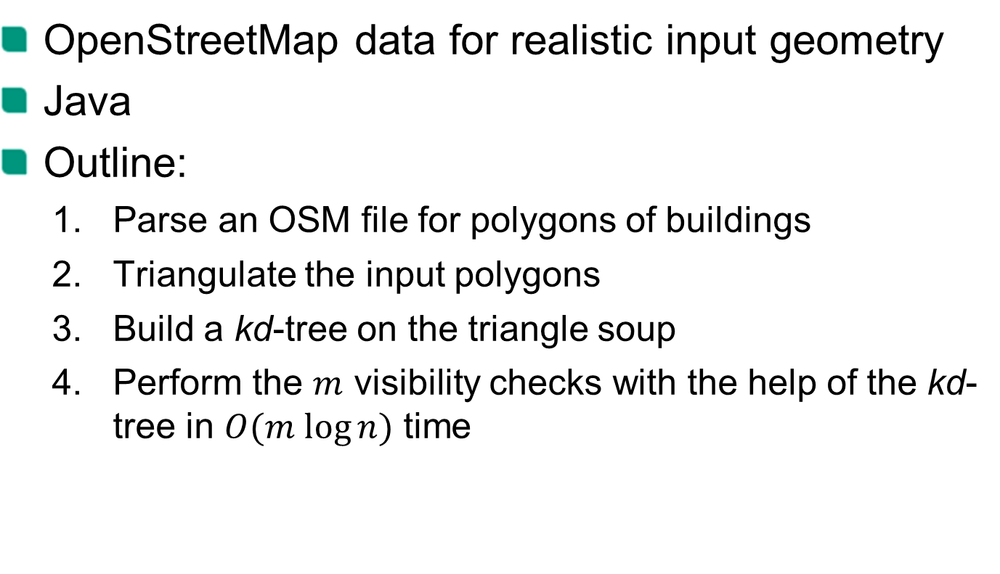 OpenStreetMap data for realistic input geometry
Java
Outline:
1. Parse an OSM file for polygons of buildings
2. Triangulate the input polygons
3. Build a kd-tree on the triangle soup
4. Perform the m visibility checks with the help of the kd-
tree in O(m log n) time